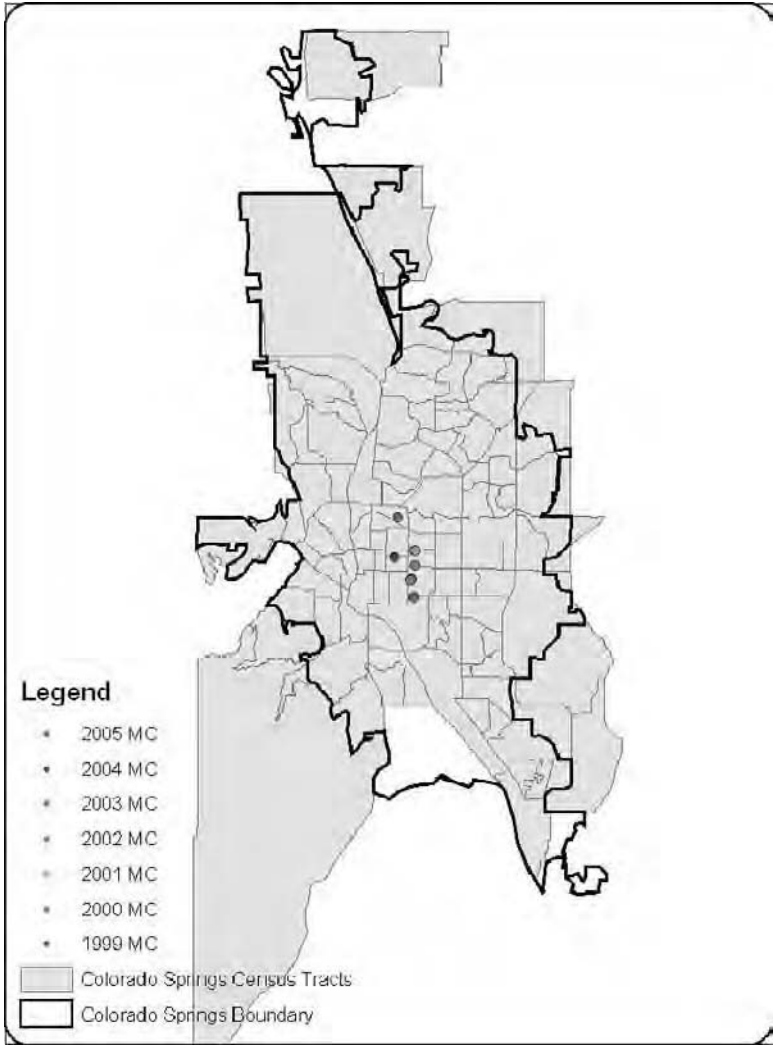 Legend
2005 MC
2004 MC
2003 MC
2002 MC
2001 MC
2000 MC
1999 MC
Colorado Springs Census Tracts
Colorado Springs Boundary